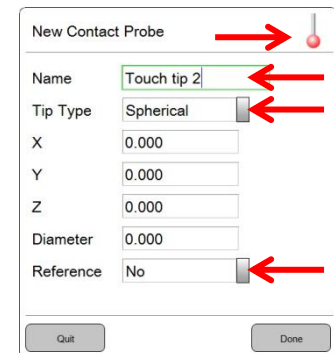 New Contact Probe
Name Touch tip 2
Tip Type Spherical
X 0.000
Y 0.000
Z 0.000
Diameter 0.000
Reference No
Quit Done